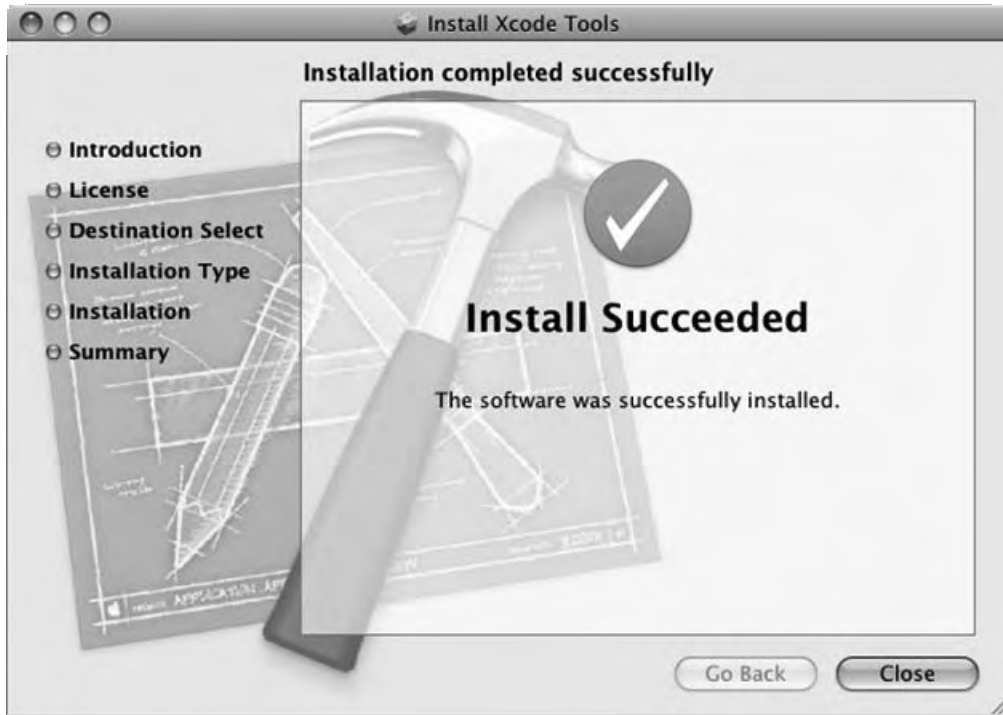 Install Xcode Tools
Installation completed successfully
Introduction
License
Destination Select
Installation Type
Installation
Summary
Install Succeeded
The software was successfully installed.
APPLICATION
Go Back
Close